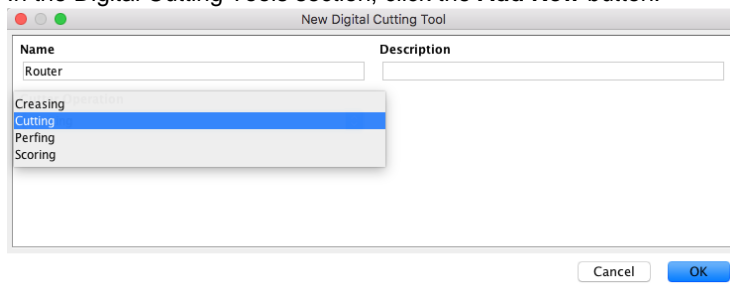 In the Digital Cutting Tools section, click the Add New button.
New Digital Cutting Tool
Name Description
Router
Creasing
Cutting
Perfing
Scoring
Cancel OK